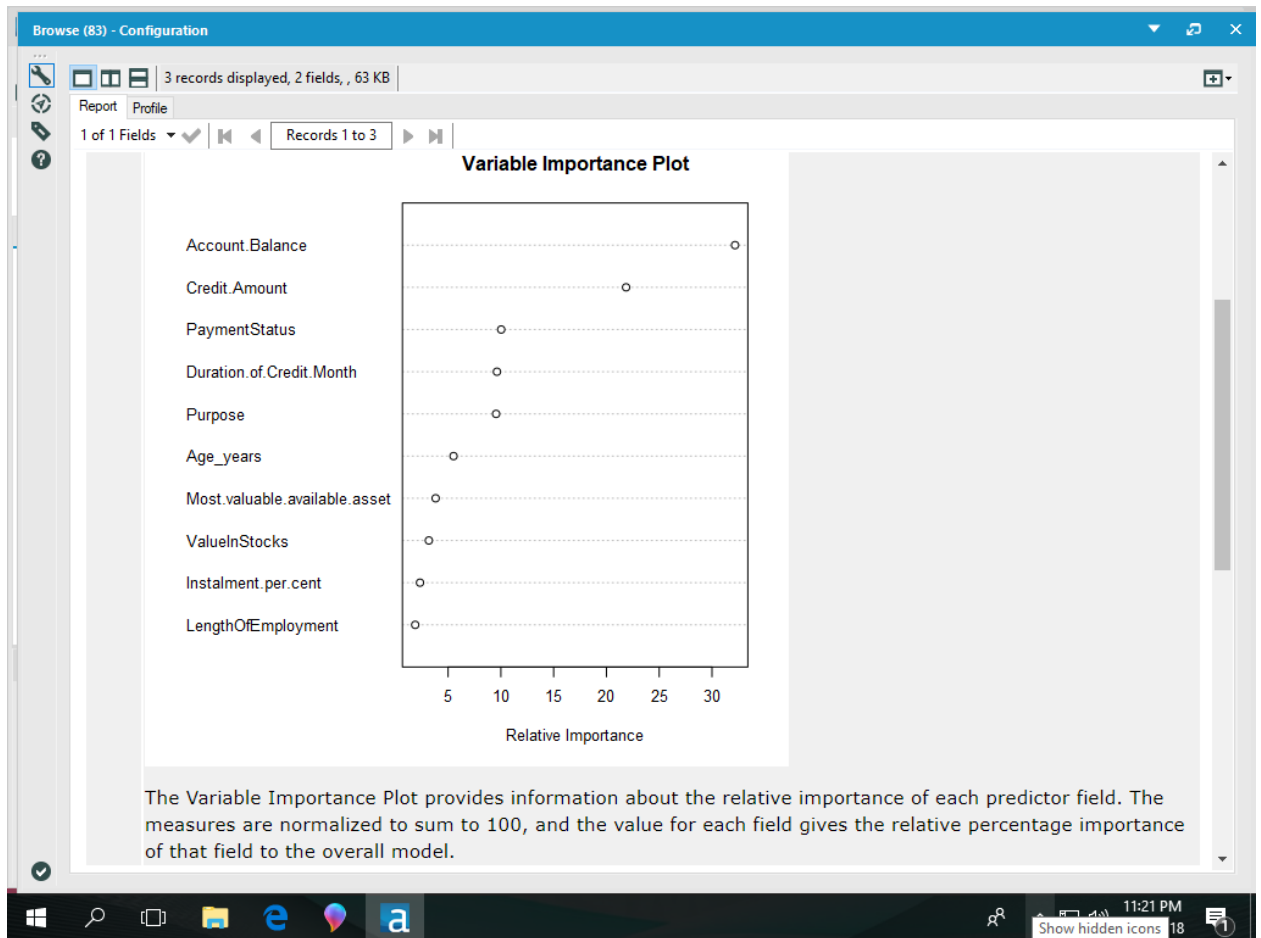 Browse (83) - Configuration
3 records displayed, 2 fields, , 63 KB
Report Profile
1 of 1 Fields Records 1 to 3
Variable Importance Plot
Account.Balance
Credit.Amount
PaymentStatus
Duration.of.Credit.Month
Purpose
Age_years
Most.valuable.available.asset
ValueInStocks
Instalment.per.cent
LengthOfEmployment
5 10 15 20 25 30
Relative Importance
The Variable Importance Plot provides information about the relative importance of each predictor field. The
measures are normalized to sum to 100, and the value for each field gives the relative percentage importance
of that field to the overall model.
11:21 PM
Show hidden icons 18
1